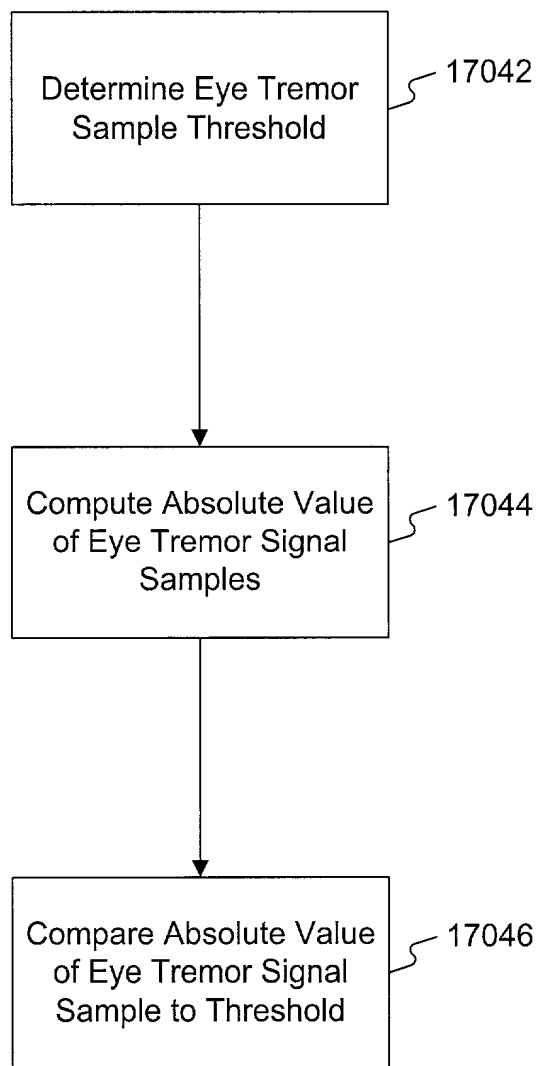 Determine Eye Tremor
Sample Threshold
17042
Compute Absolute Value
of Eye Tremor Signal
Samples
17044
Compare Absolute Value
of Eye Tremor Signal
Sample to Threshold
17046